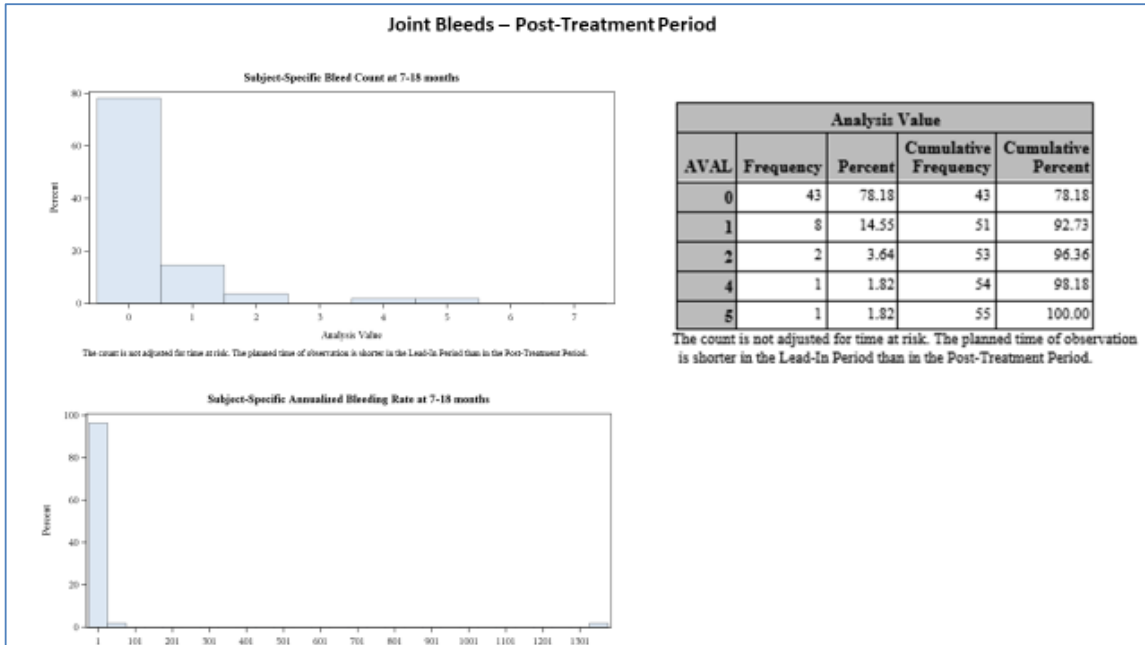 Joint Bleeds – Post-Treatment Period
Subject-Specific Bleed Count at 7-18 months
80
60
40
20
0
Percent
0 1 2 3 4 5 6 7
Analysis Value
The count is not adjusted for time at risk. The planned time of observation is shorter in the Lead-In Period than in the Post-Treatment Period.
Analysis Value
AVAL Frequency Percent Cumulative Frequency Cumulative Percent
0 43 78.18 43 78.18
1 8 14.55 51 92.73
2 2 3.64 53 96.36
4 1 1.82 54 98.18
5 1 1.82 55 100.00
The count is not adjusted for time at risk. The planned time of observation
is shorter in the Lead-In Period than in the Post-Treatment Period.
Subject-Specific Annualized Bleeding Rate at 7-18 months
100
80
60
40
20
0
Percent
1 101 201 301 401 501 601 701 801 901 1001 1101 1201 1301